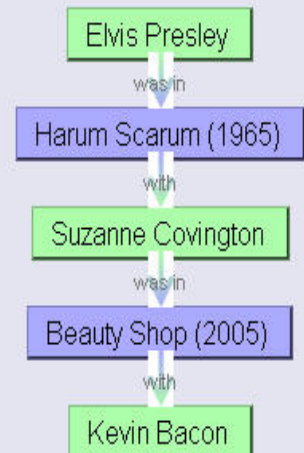 Elvis Presley
was in
Harum Scarum (1965)
with
Suzanne Covington
was in
Beauty Shop (2005)
with
Kevin Bacon